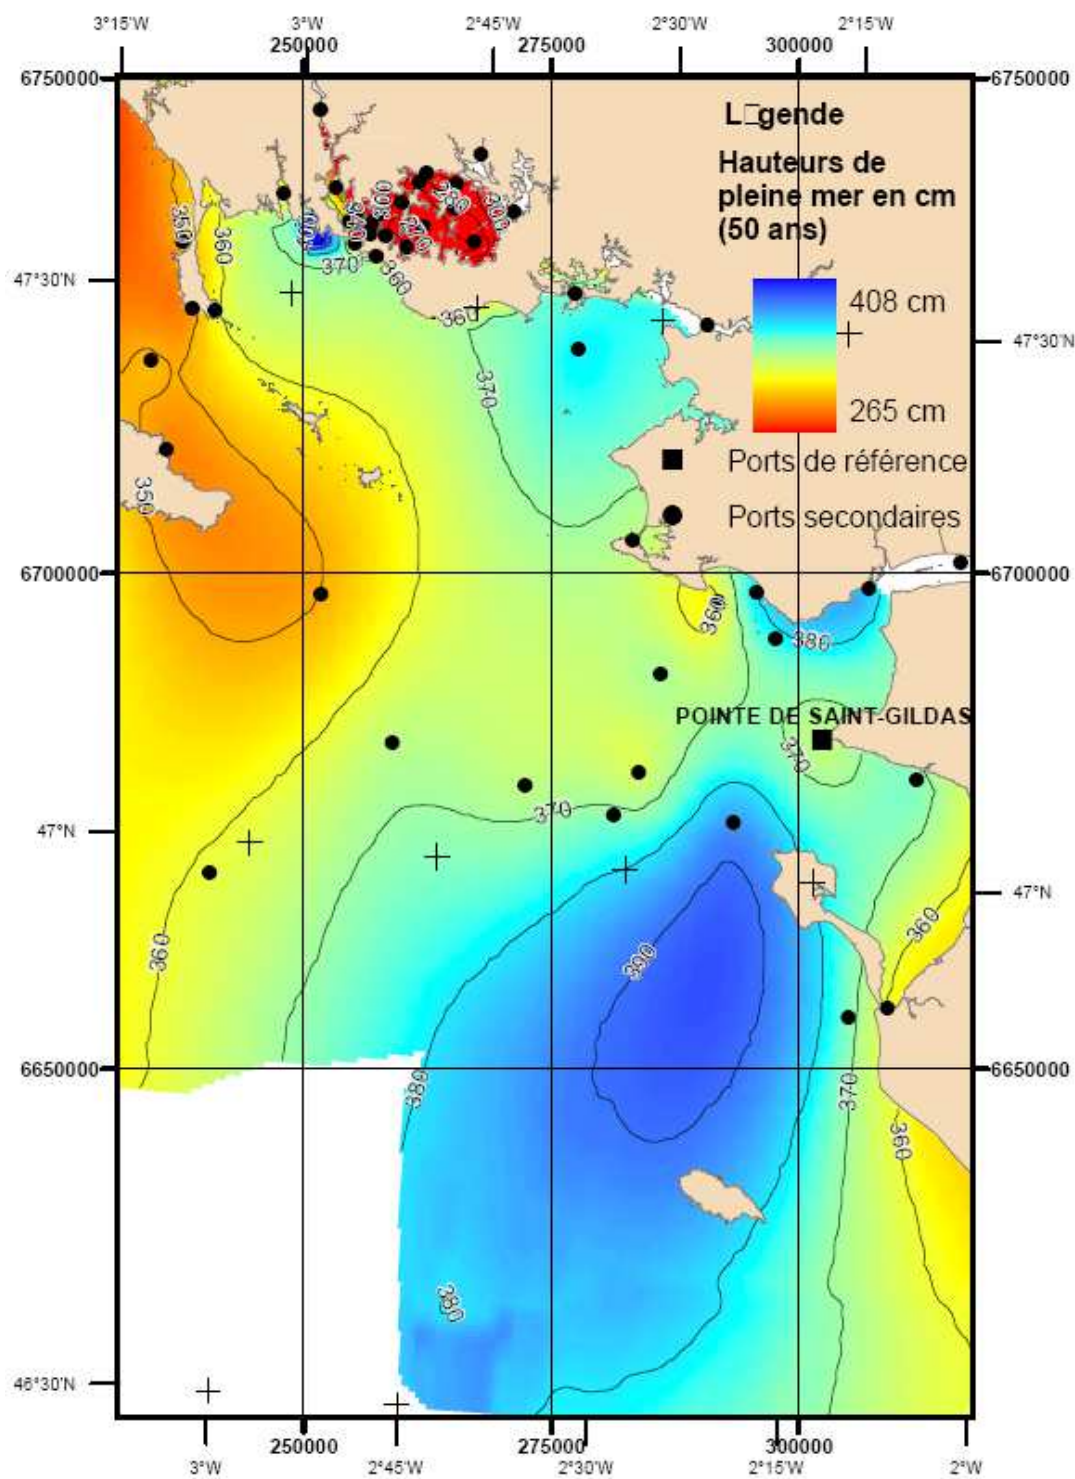 3°15'W 3°W 2°45'W 2°30'W 2°15'W
250000 275000 300000
6750000 6750000
L□gende
Hauteurs de
pleine mer en cm
(50 ans)
350
360
300
280
300
270
370
360
47°30'N
408 cm
360
47°30'N
370
265 cm
Ports de référence
350
Ports secondaires
6700000 6700000
360
380
POINTE DE SAINT-GILDAS
370
370
47°N
47°N
360
360
390
6650000 6650000
380
370
360
380
46°30'N
250000 275000 300000
3°W 2°45'W 2°30'W 2°15'W 2°W